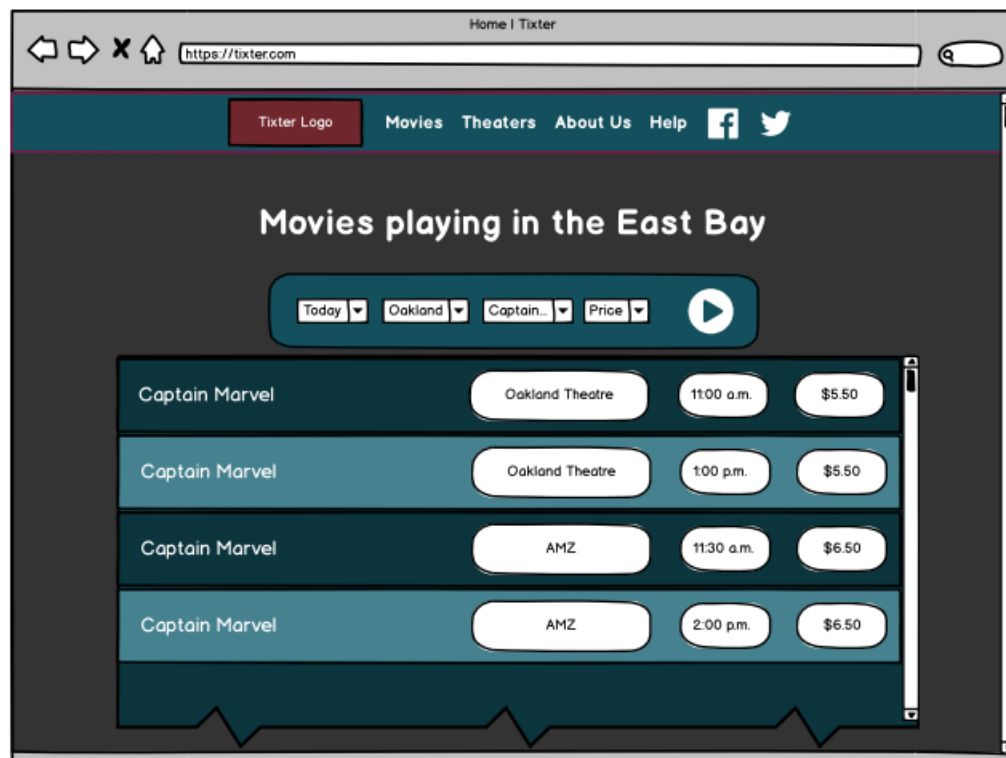 Home | Tixter
https://tixter.com
Tixter Logo Movies Theaters About Us Help
Movies playing in the East Bay
Today Oakland Captain... Price
Captain Marvel Oakland Theatre 11:00 a.m. $5.50
Captain Marvel Oakland Theatre 1:00 p.m. $5.50
Captain Marvel AMZ 11:30 a.m. $6.50
Captain Marvel AMZ 2:00 p.m. $6.50